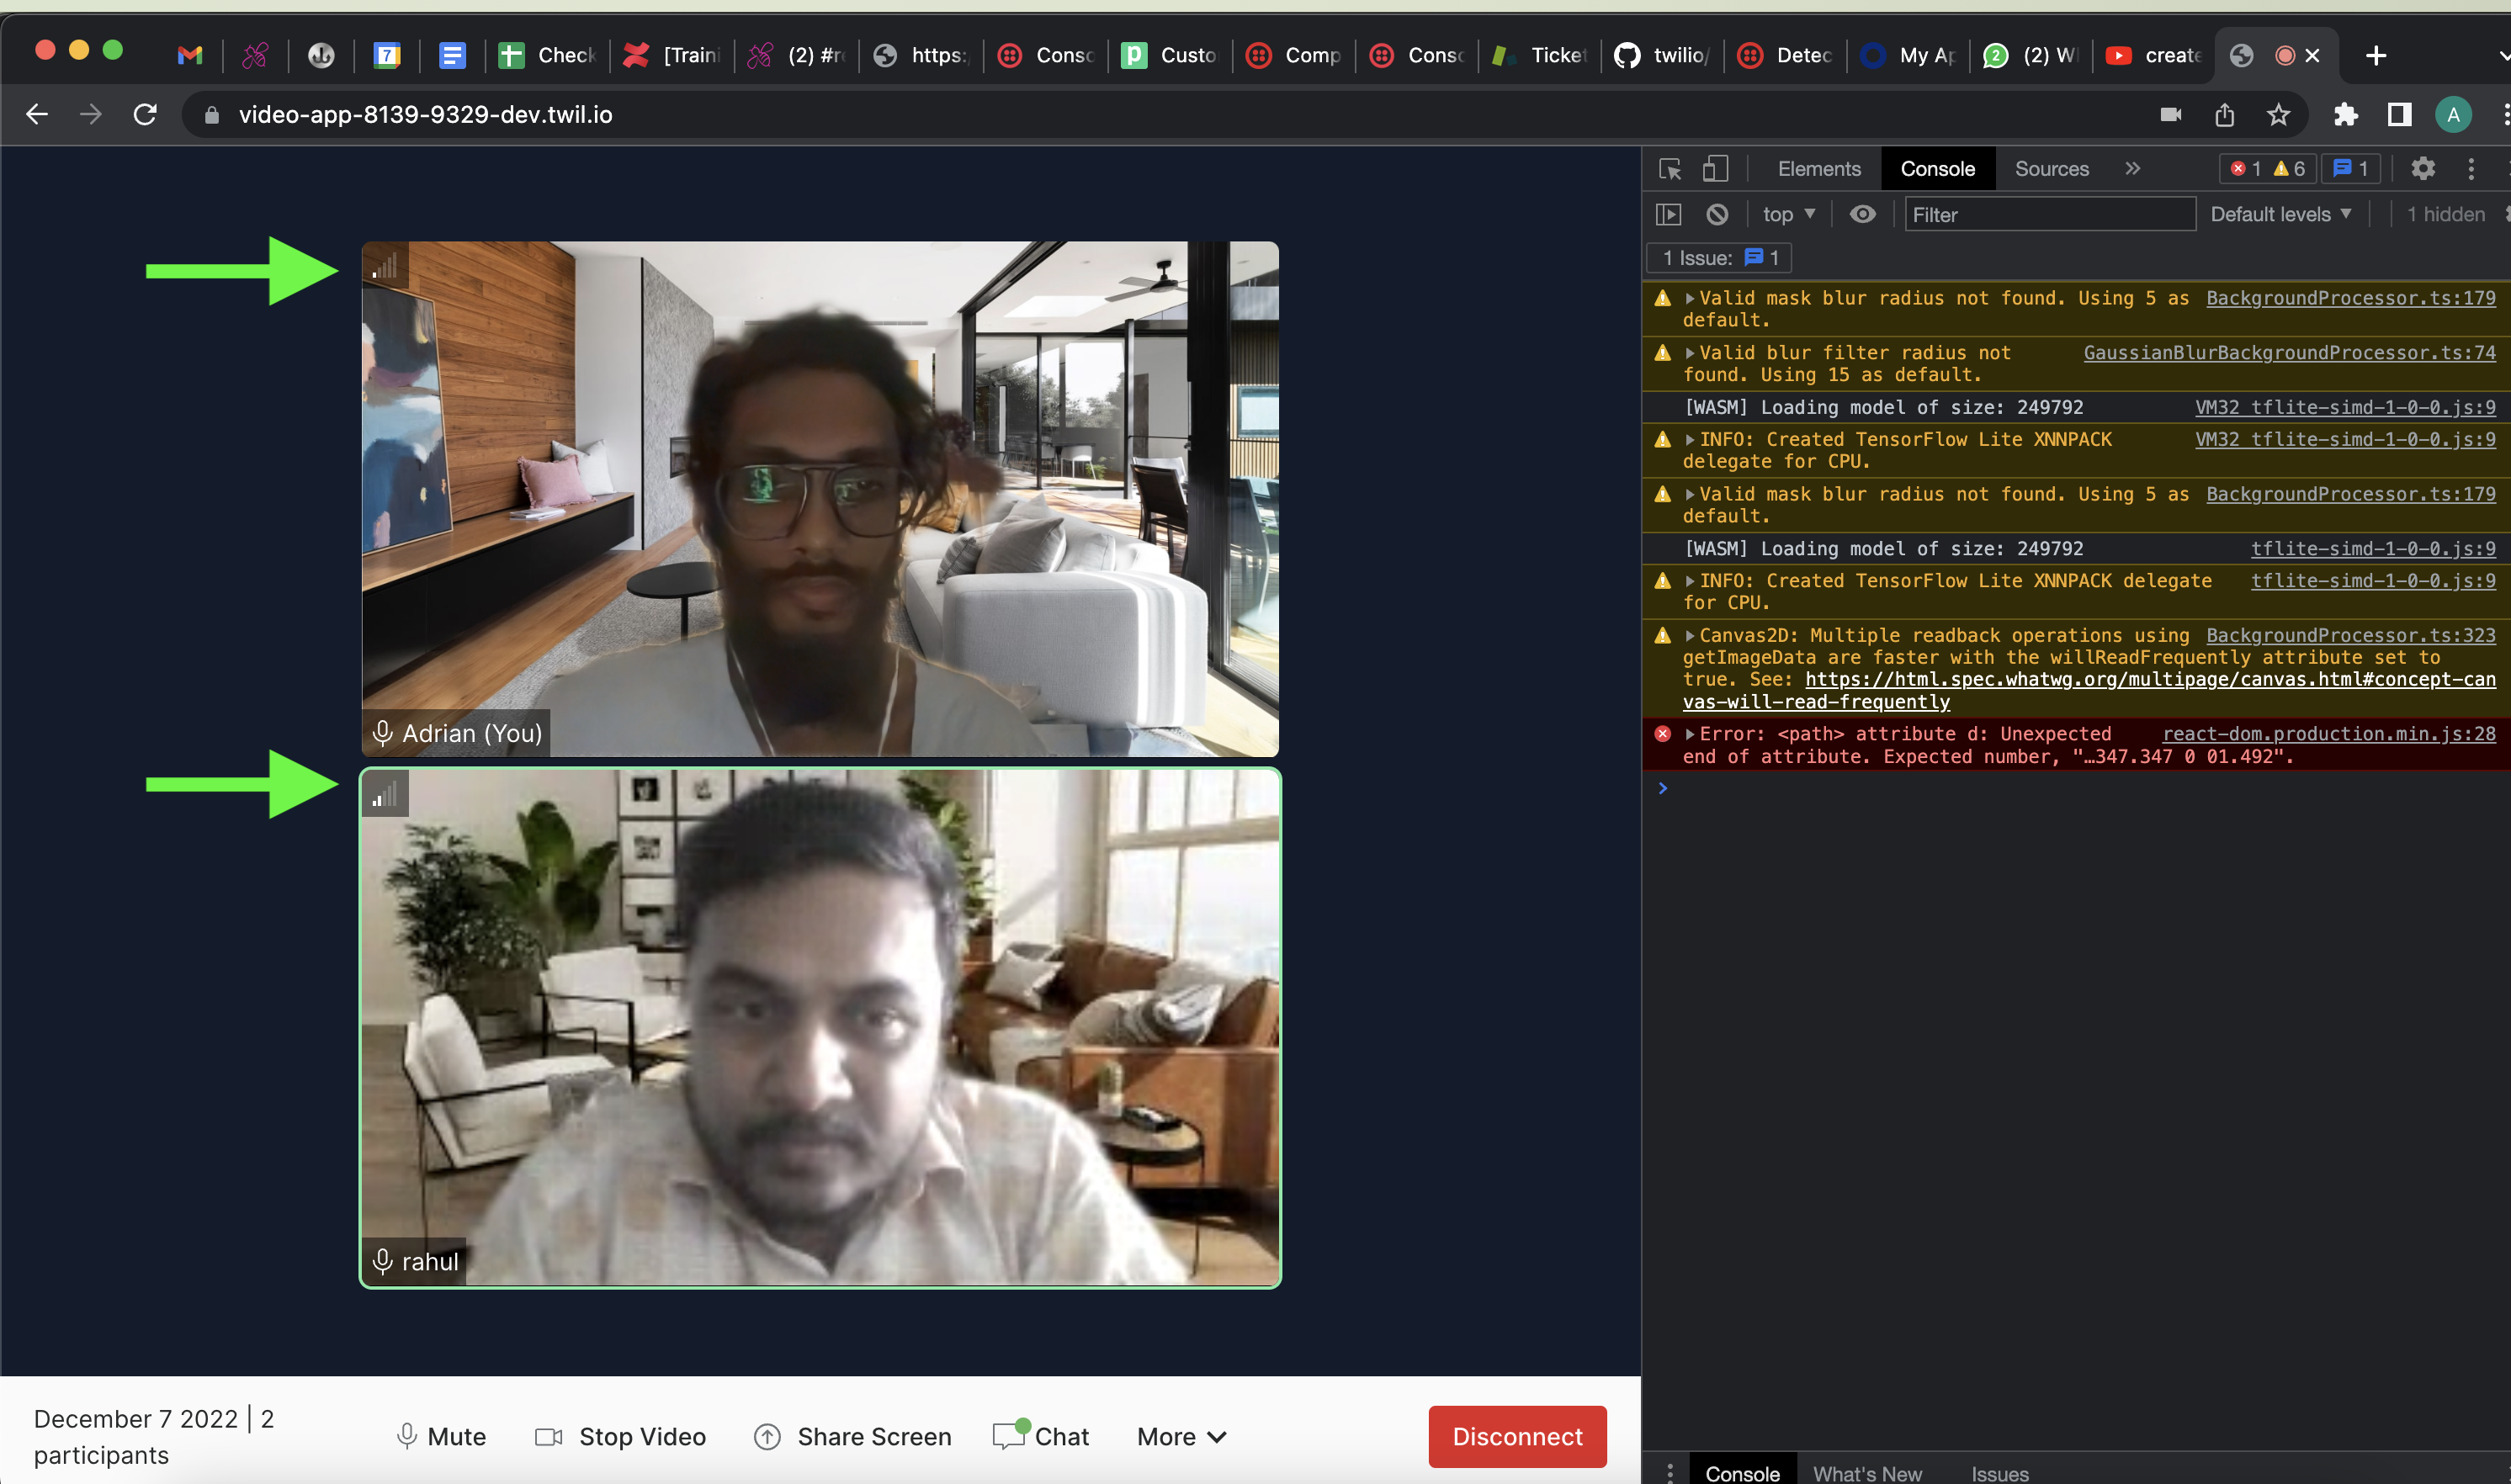 7 Check [Traini (2) #re https: Conso Custo Comp Conso Ticket twilio/ Detec My Ap 2 (2) W create
video-app-8139-9329-dev.twil.io A
Elements Console Sources 1 6 1
top Filter Default levels 1 hidden
1 Issue: 1
Valid mask blur radius not found. Using 5 as BackgroundProcessor.ts:179
default.
Valid blur filter radius not GaussianBlurBackgroundProcessor.ts:74
found. Using 15 as default.
[WASM] Loading model of size: 249792 VM32 tflite-simd-1-0-0.js:9
INFO: Created TensorFlow Lite XNNPACK VM32 tflite-simd-1-0-0.js:9
delegate for CPU.
Valid mask blur radius not found. Using 5 as BackgroundProcessor.ts:179
default.
[WASM] Loading model of size: 249792 tflite-simd-1-0-0.js:9
INFO: Created TensorFlow Lite XNNPACK delegate tflite-simd-1-0-0.js:9
for CPU.
Canvas2D: Multiple readback operations using BackgroundProcessor.ts:323
getImageData are faster with the willReadFrequently attribute set to
true. See: https://html.spec.whatwg.org/multipage/canvas.html#concept-can
vas-will-read-frequently
Error: <path> attribute d: Unexpected react-dom.production.min.js:28
end of attribute. Expected number, "…347.347 0 01.492".
Adrian (You)
rahul
December 7 2022 | 2
participants
Mute Stop Video Share Screen Chat More Disconnect
Console What's New Issues